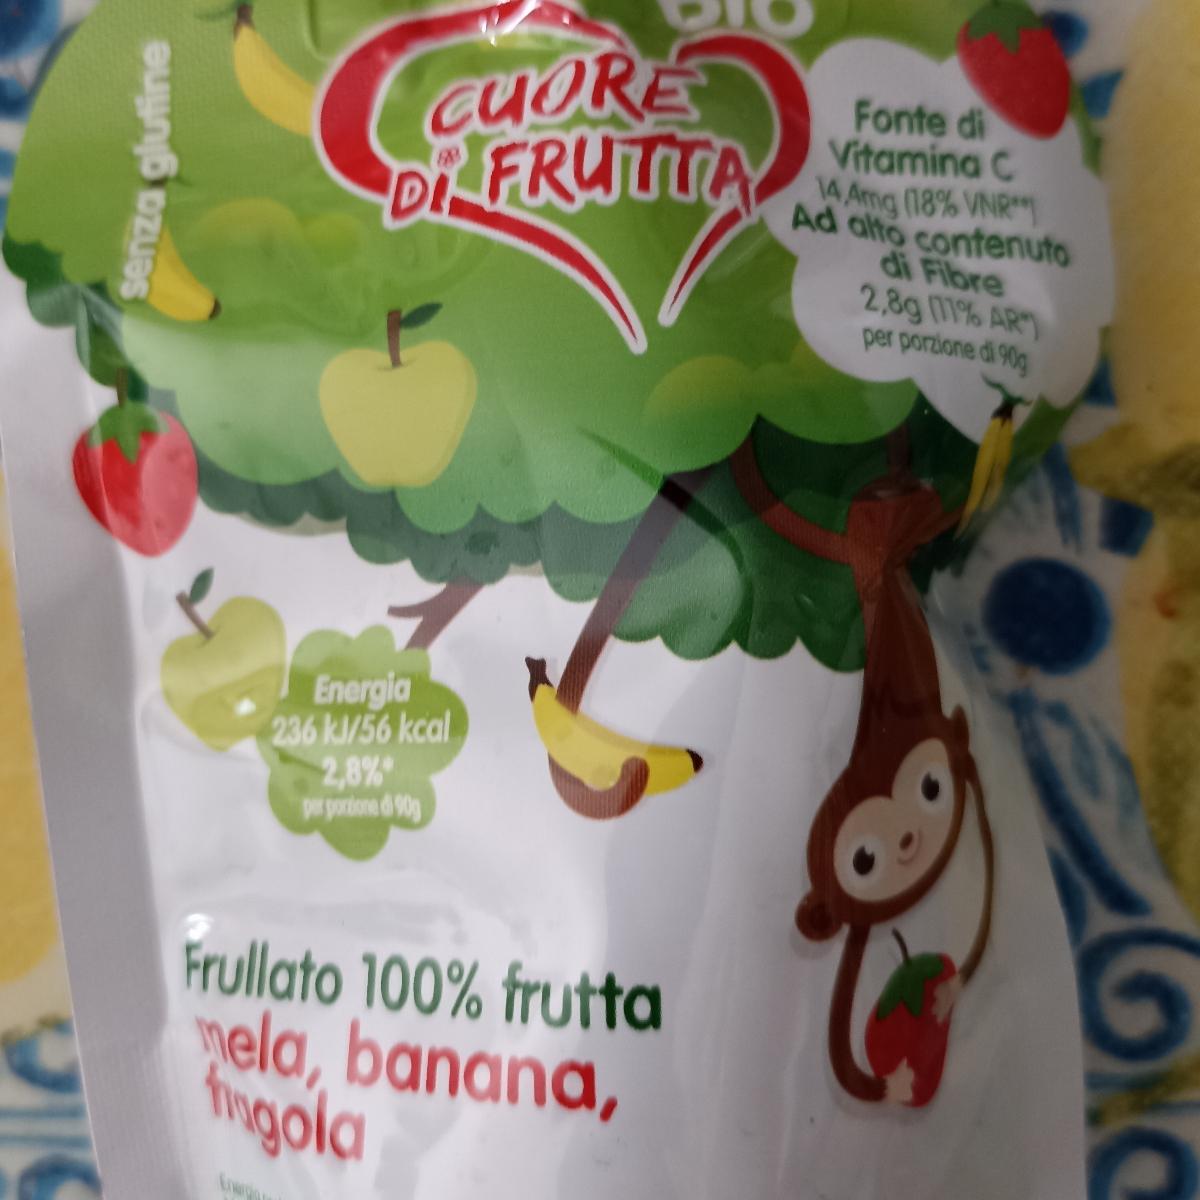 BIO
CUORE
Di FRUTTA
senza glutine
Fonte di
Vitamina C
14,4mg (18% VNR**)
Ad alto contenuto
di Fibre
2,8g (11% AR*)
per porzione di 90g
Energia
236 kJ/56 kcal
2,8%*
per porzione di 90g
Frullato 100% frutta
mela, banana,
fragola